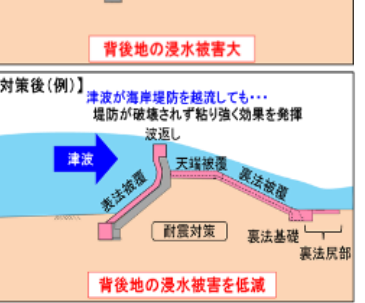 背後地の浸水被害大
対策後(例)】
津波が海岸堤防を越流しても・・・
堤防が破壊されず粘り強く効果を発揮
波返し
津波
天端被覆
表法被覆
裏法被覆
耐震対策
裏法基礎
裏法尻部
背後地の浸水被害を低減